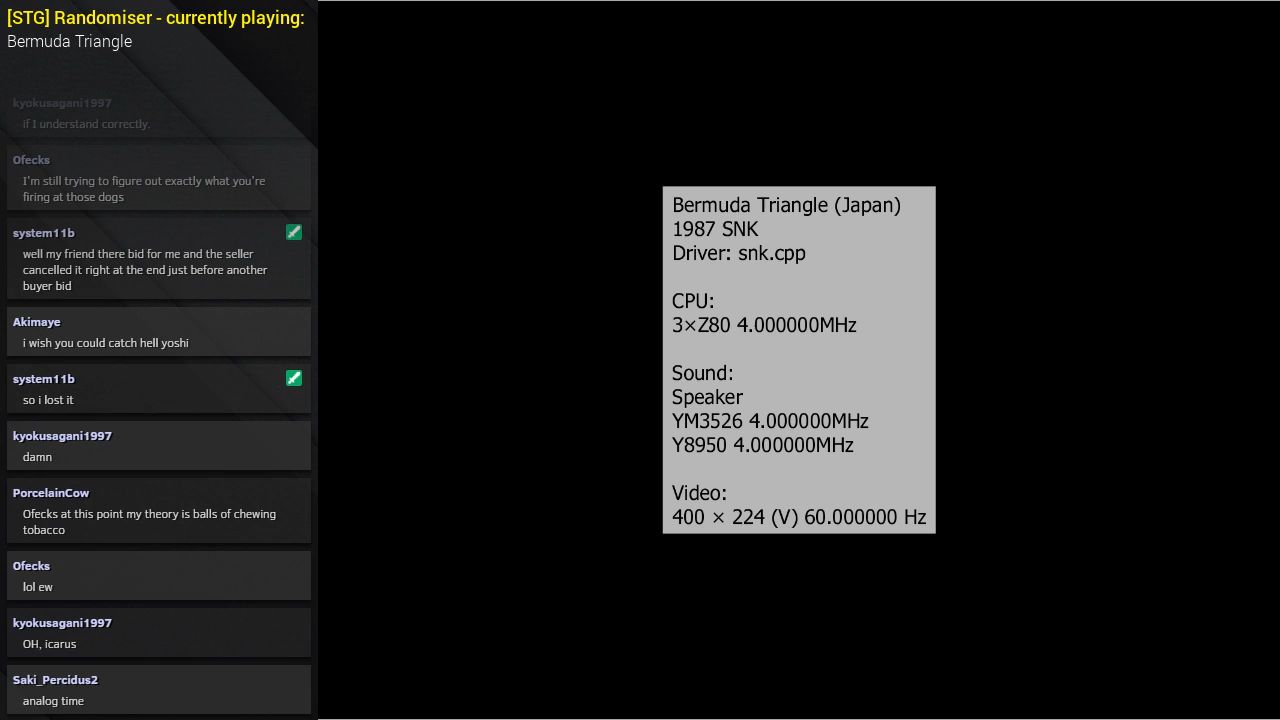 [STG] Randomiser - currently playing:
Bermuda Triangle
kyokusagani1997
if I understand correctly.
Ofecks
I'm still trying to figure out exactly what you're
firing at those dogs
system11b
well my friend there bid for me and the seller
cancelled it right at the end just before another
buyer bid
Akimaye
i wish you could catch hell yoshi
system11b
so i lost it
kyokusagani1997
damn
PorcelainCow
Ofecks at this point my theory is balls of chewing
tobacco
Ofecks
lol ew
kyokusagani1997
OH, icarus
Saki_Percidus2
analog time
Bermuda Triangle (Japan)
1987 SNK
Driver: snk.cpp
CPU:
3×Z80 4.000000MHz
Sound:
Speaker
YM3526 4.000000MHz
Y8950 4.000000MHz
Video:
400 × 224 (V) 60.000000 Hz